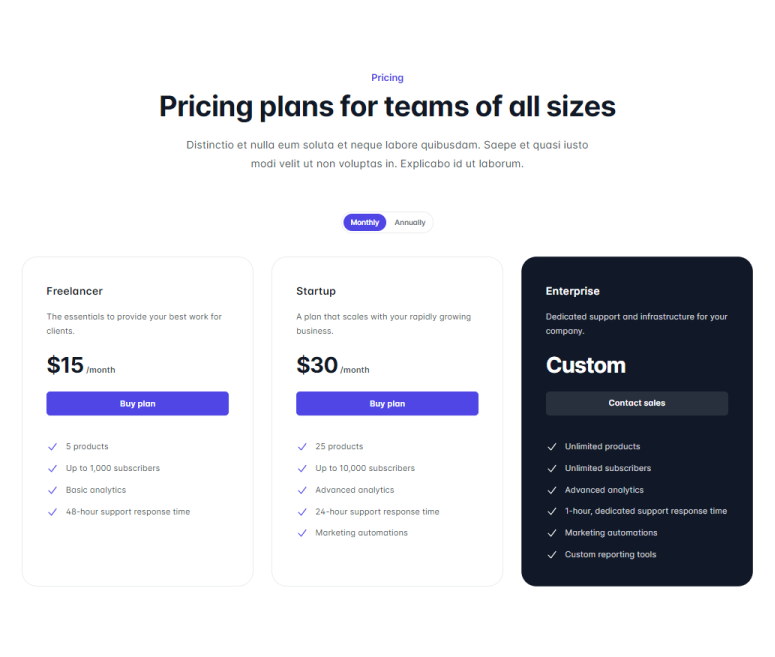 Pricing
Pricing plans for teams of all sizes
Distinctio et nulla eum soluta et neque labore quibusdam. Saepe et quasi iusto
modi velit ut non voluptas in. Explicabo id ut laborum.
Monthly Annually
Freelancer
The essentials to provide your best work for
clients.
$15 /month
Buy plan
5 products
Up to 1,000 subscribers
Basic analytics
48-hour support response time
Startup
A plan that scales with your rapidly growing
business.
$30 /month
Buy plan
25 products
Up to 10,000 subscribers
Advanced analytics
24-hour support response time
Marketing automations
Enterprise
Dedicated support and infrastructure for your
company.
Custom
Contact sales
Unlimited products
Unlimited subscribers
Advanced analytics
1-hour, dedicated support response time
Marketing automations
Custom reporting tools